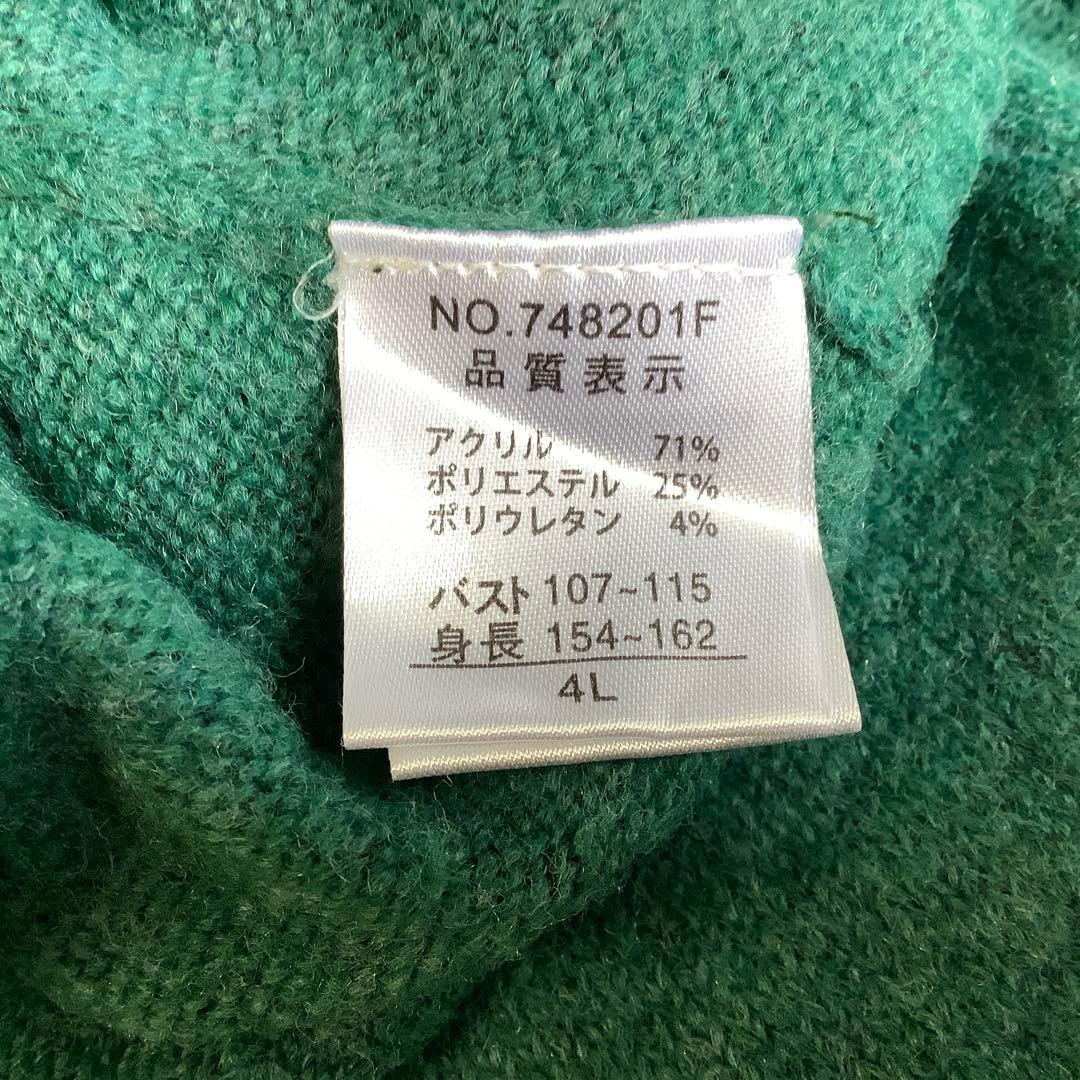 NO.748201F
品質表示
アクリル 71%
ポリエステル 25%
ポリウレタン 4%
バスト 107~115
身長 154~162
4L